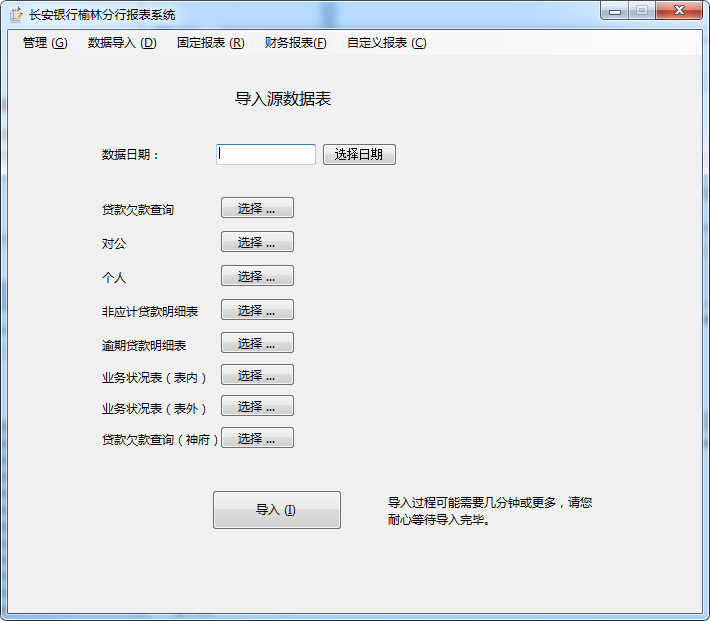 长安银行榆林分行报表系统
管理 (G) 数据导入 (D) 固定报表 (R) 财务报表(F) 自定义报表 (C)
导入源数据表
数据日期： 选择日期
贷款欠款查询 选择 ...
对公 选择 ...
个人 选择 ...
非应计贷款明细表 选择 ...
逾期贷款明细表 选择 ...
业务状况表（表内） 选择 ...
业务状况表（表外） 选择 ...
贷款欠款查询（神府） 选择 ...
导入 (I)
导入过程可能需要几分钟或更多，请您
耐心等待导入完毕。